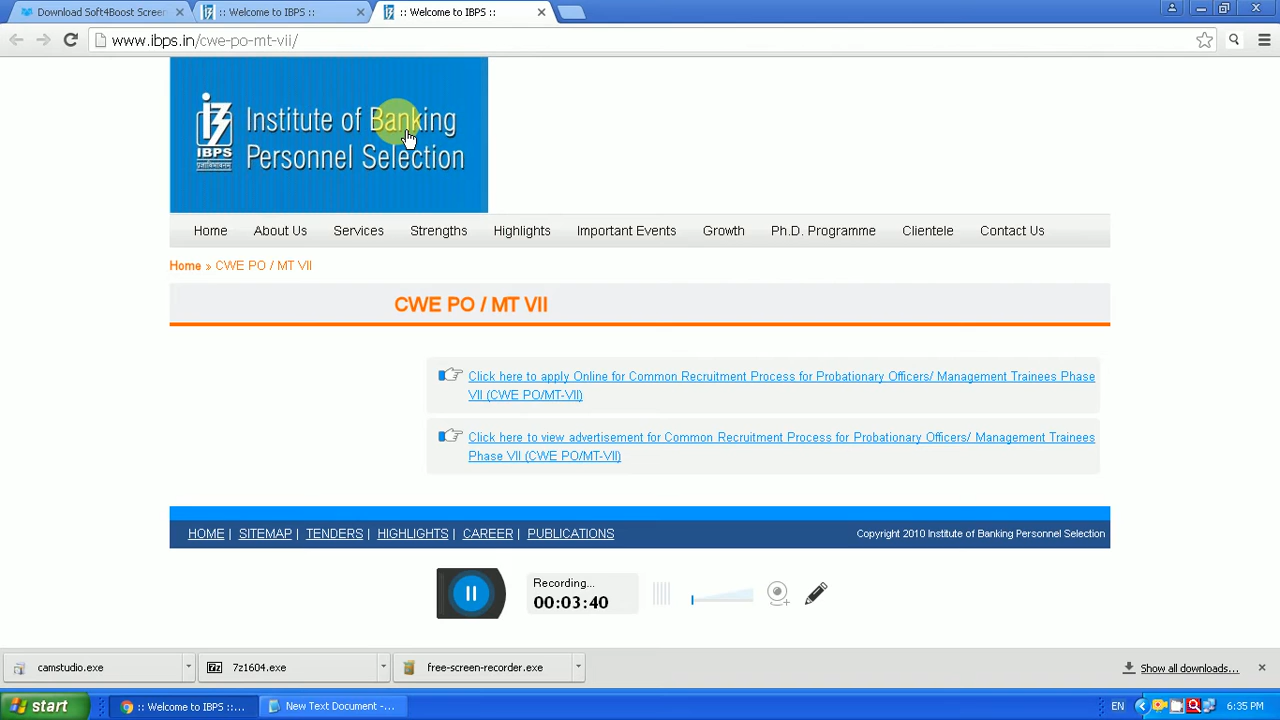 Download Soft4Boost Screen
:: Welcome to IBPS ::
:: Welcome to IBPS ::
www.ibps.in/cwe-po-mt-vii/
IBPS
Institute of Banking
Personnel Selection
Home
About Us
Services
Strengths
Highlights
Important Events
Growth
Ph.D. Programme
Clientele
Contact Us
Home » CWE PO / MT VII
CWE PO / MT VII
Click here to apply Online for Common Recruitment Process for Probationary Officers/ Management Trainees Phase
VII (CWE PO/MT-VII)
Click here to view advertisement for Common Recruitment Process for Probationary Officers/ Management Trainees
Phase VII (CWE PO/MT-VII)
HOME | SITEMAP | TENDERS | HIGHLIGHTS | CAREER | PUBLICATIONS
Copyright 2010 Institute of Banking Personnel Selection
Recording...
00:03:40
camstudio.exe
7z
7z1604.exe
free-screen-recorder.exe
Show all downloads...
start
:: Welcome to IBPS ::...
New Text Document -...
EN
6:35 PM